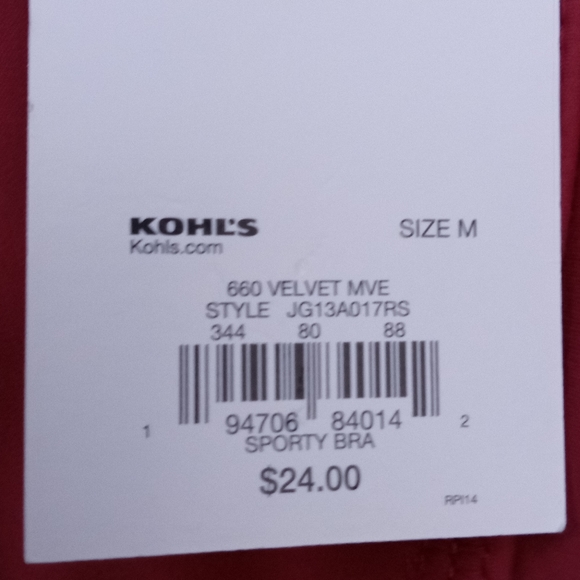 KOHL'S SIZE M
Kohls.com
660 VELVET MVE
STYLE JG13A017RS
344 80 88
1 94706 84014 2
SPORTY BRA
$24.00
RPI14